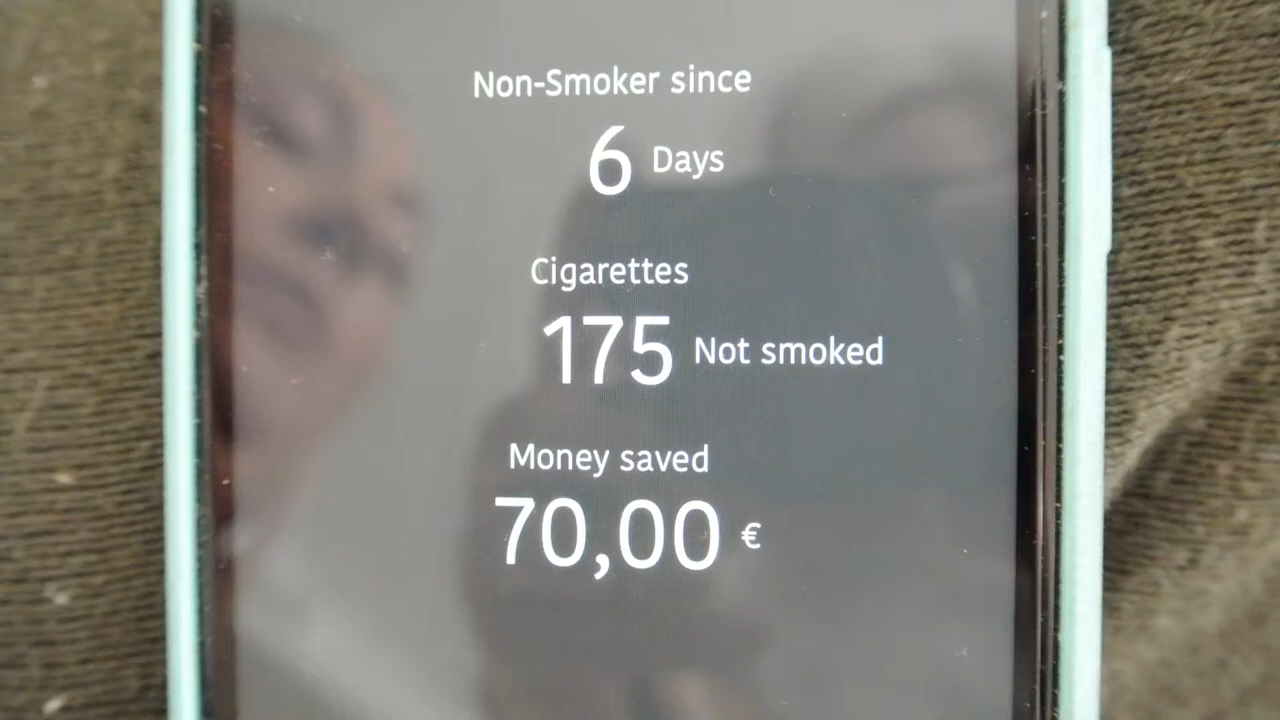 Non-Smoker since
6 Days
Cigarettes
175 Not smoked
Money saved
70,00 €